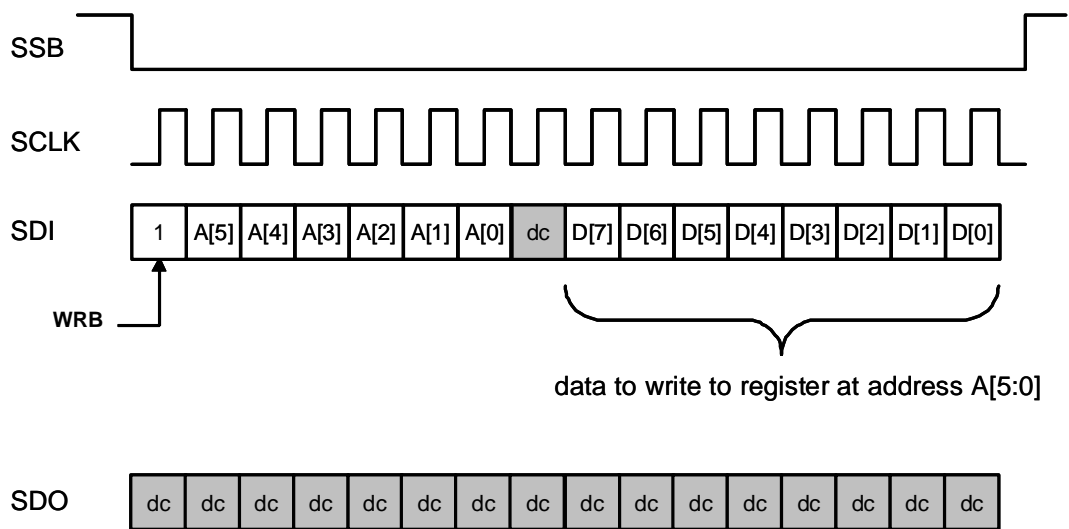 SSB
SCLK
SDI 1 A[5] A[4] A[3] A[2] A[1] A[0] dc D[7] D[6] D[5] D[4] D[3] D[2] D[1] D[0]
WRB
data to write to register at address A[5:0]
SDO dc dc dc dc dc dc dc dc dc dc dc dc dc dc dc dc